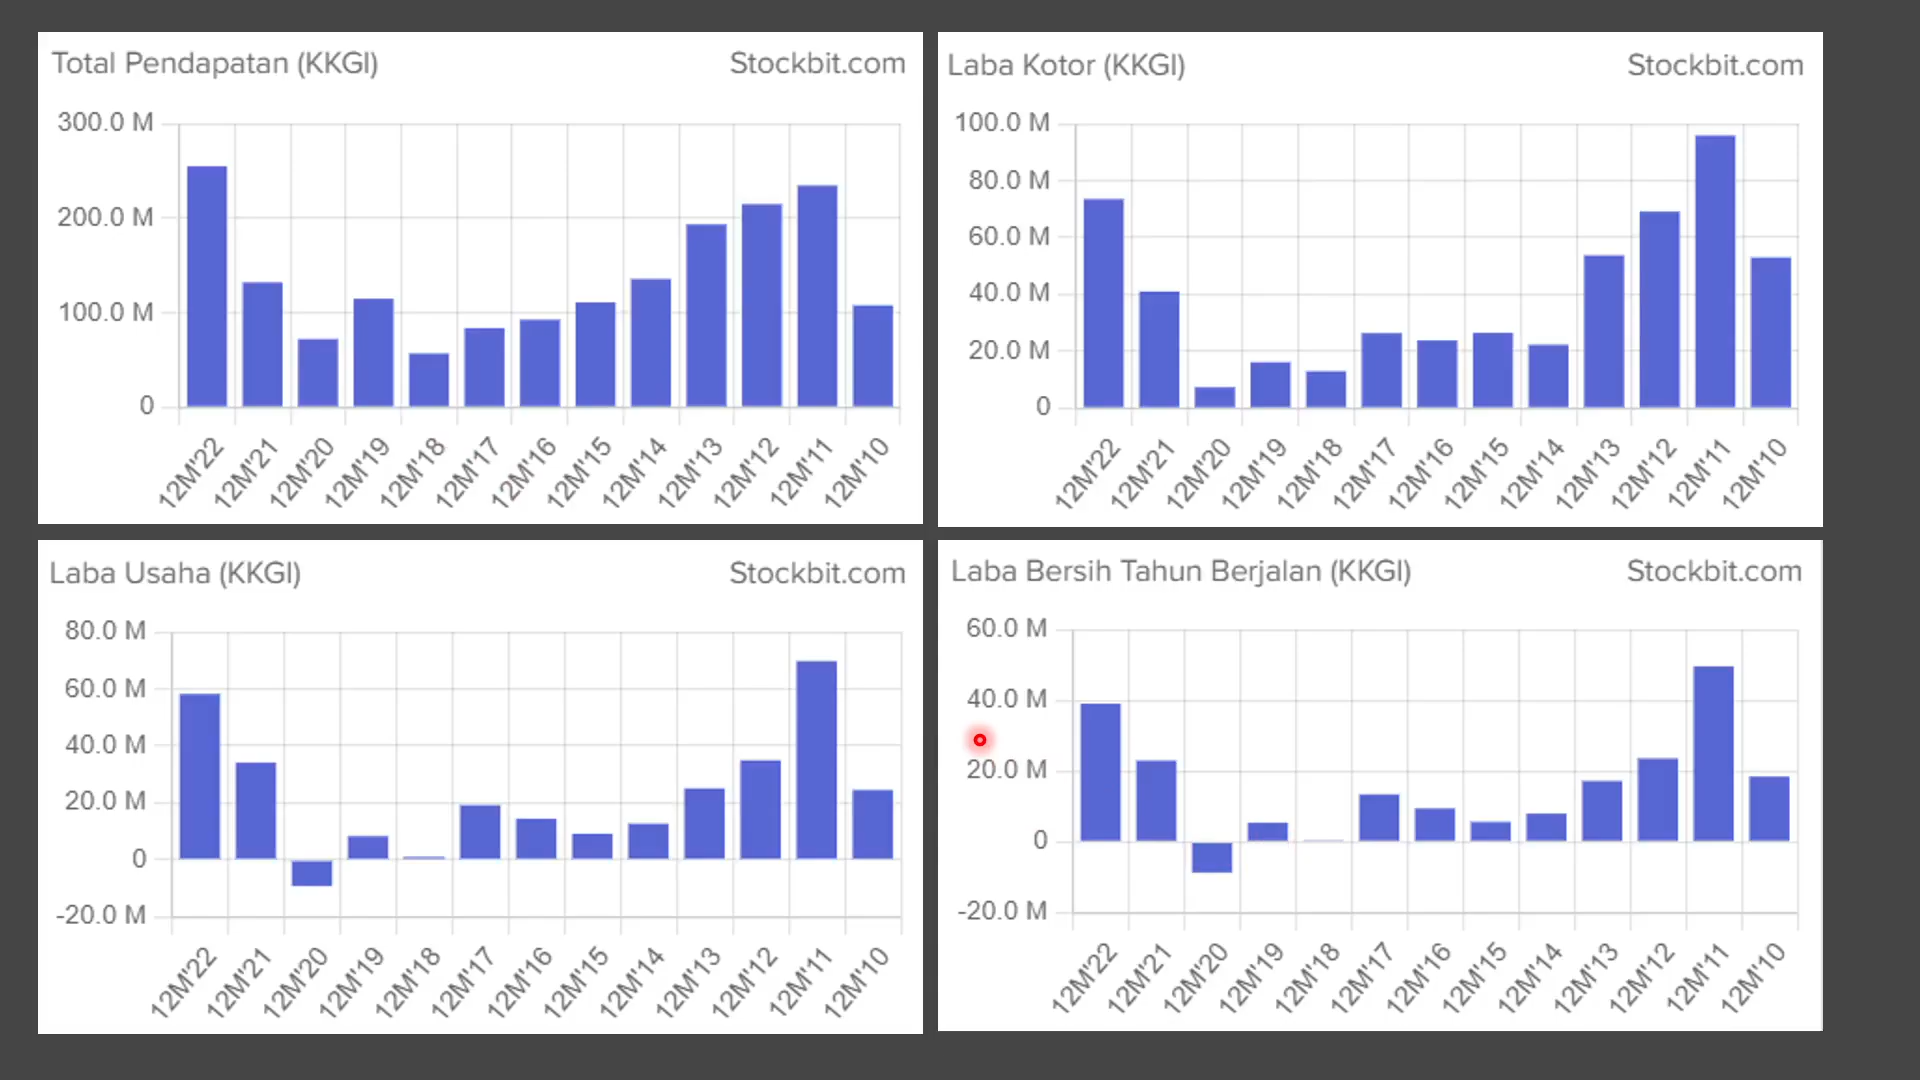 Total Pendapatan (KKGI) Stockbit.com
300.0 M
200.0 M
100.0 M
0
12M'22 12M'21 12M'20 12M'19 12M'18 12M'17 12M'16 12M'15 12M'14 12M'13 12M'12 12M'11 12M'10
Laba Kotor (KKGI) Stockbit.com
100.0 M
80.0 M
60.0 M
40.0 M
20.0 M
0
12M'22 12M'21 12M'20 12M'19 12M'18 12M'17 12M'16 12M'15 12M'14 12M'13 12M'12 12M'11 12M'10
Laba Usaha (KKGI) Stockbit.com
80.0 M
60.0 M
40.0 M
20.0 M
0
-20.0 M
12M'22 12M'21 12M'20 12M'19 12M'18 12M'17 12M'16 12M'15 12M'14 12M'13 12M'12 12M'11 12M'10
Laba Bersih Tahun Berjalan (KKGI) Stockbit.com
60.0 M
40.0 M
20.0 M
0
-20.0 M
12M'22 12M'21 12M'20 12M'19 12M'18 12M'17 12M'16 12M'15 12M'14 12M'13 12M'12 12M'11 12M'10